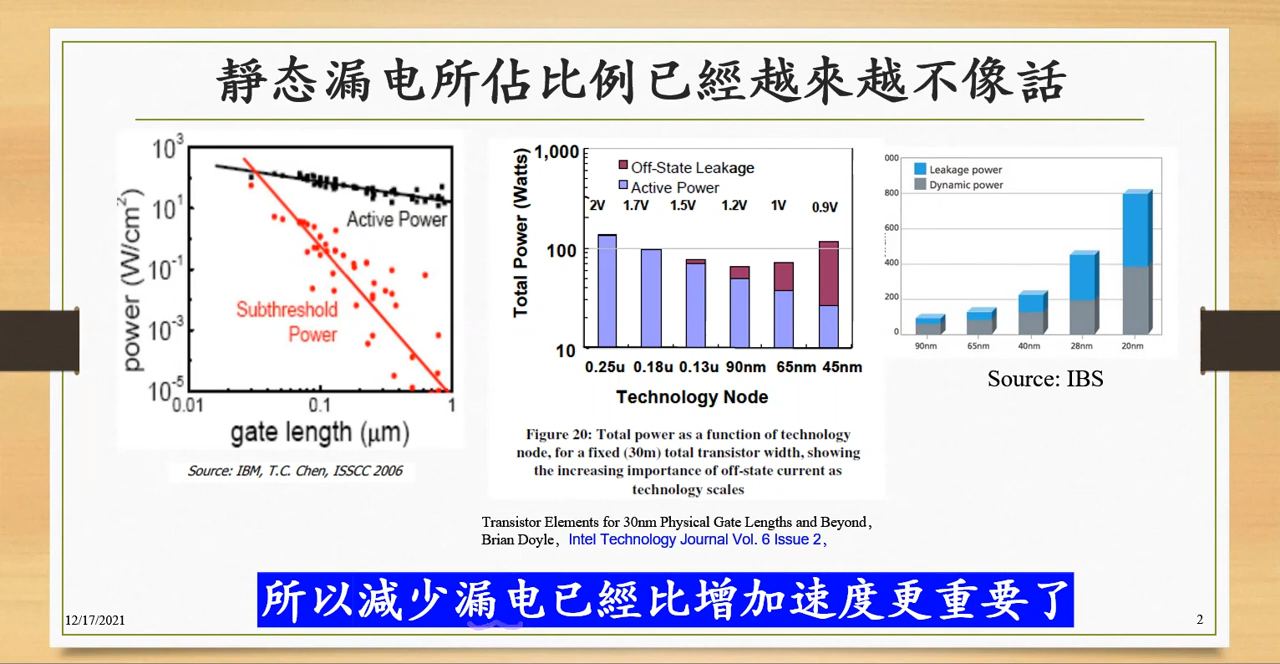 靜态漏电所佔比例已經越來越不像話
10³
10¹
10⁻¹
10⁻³
10⁻⁵
power (W/cm²)
Active Power
Subthreshold
Power
0.01
0.1
1
gate length (μm)
Source: IBM, T.C. Chen, ISSCC 2006
1,000
100
10
Total Power (Watts)
Off-State Leakage
Active Power
2V 1.7V 1.5V 1.2V 1V 0.9V
0.25u 0.18u 0.13u 90nm 65nm 45nm
Technology Node
Figure 20: Total power as a function of technology
node, for a fixed (30m) total transistor width, showing
the increasing importance of off-state current as
technology scales
Transistor Elements for 30nm Physical Gate Lengths and Beyond,
Brian Doyle, Intel Technology Journal Vol. 6 Issue 2,
000
800
600
400
200
0
Leakage power
Dynamic power
90nm 65nm 40nm 28nm 20nm
Source: IBS
所以減少漏电已經比增加速度更重要了
12/17/2021
2